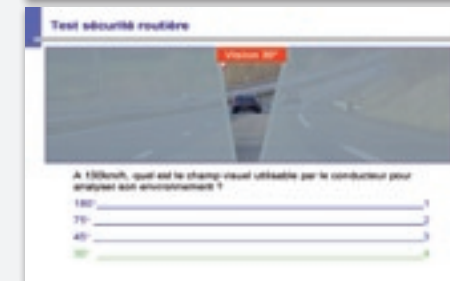 Test sécurité routière
Vision 30°
A 130km/h, quel est le champ visuel utilisable par le conducteur pour
analyser son environnement ?
180° 1
75° 2
45° 3
30° 4